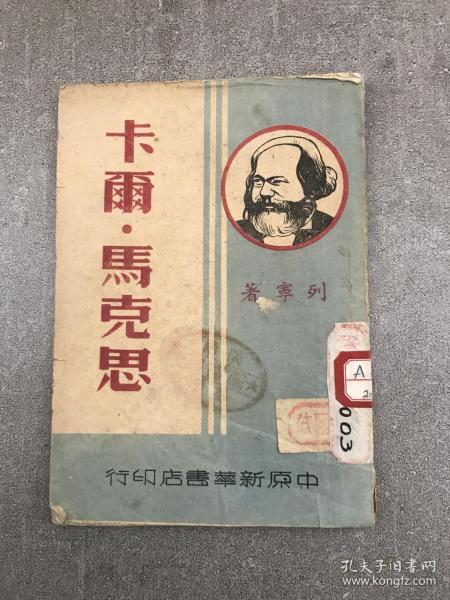 卡爾·馬克思
列寧著
中原新華書店印行
A
003
孔夫子旧书网
www.kongfz.com